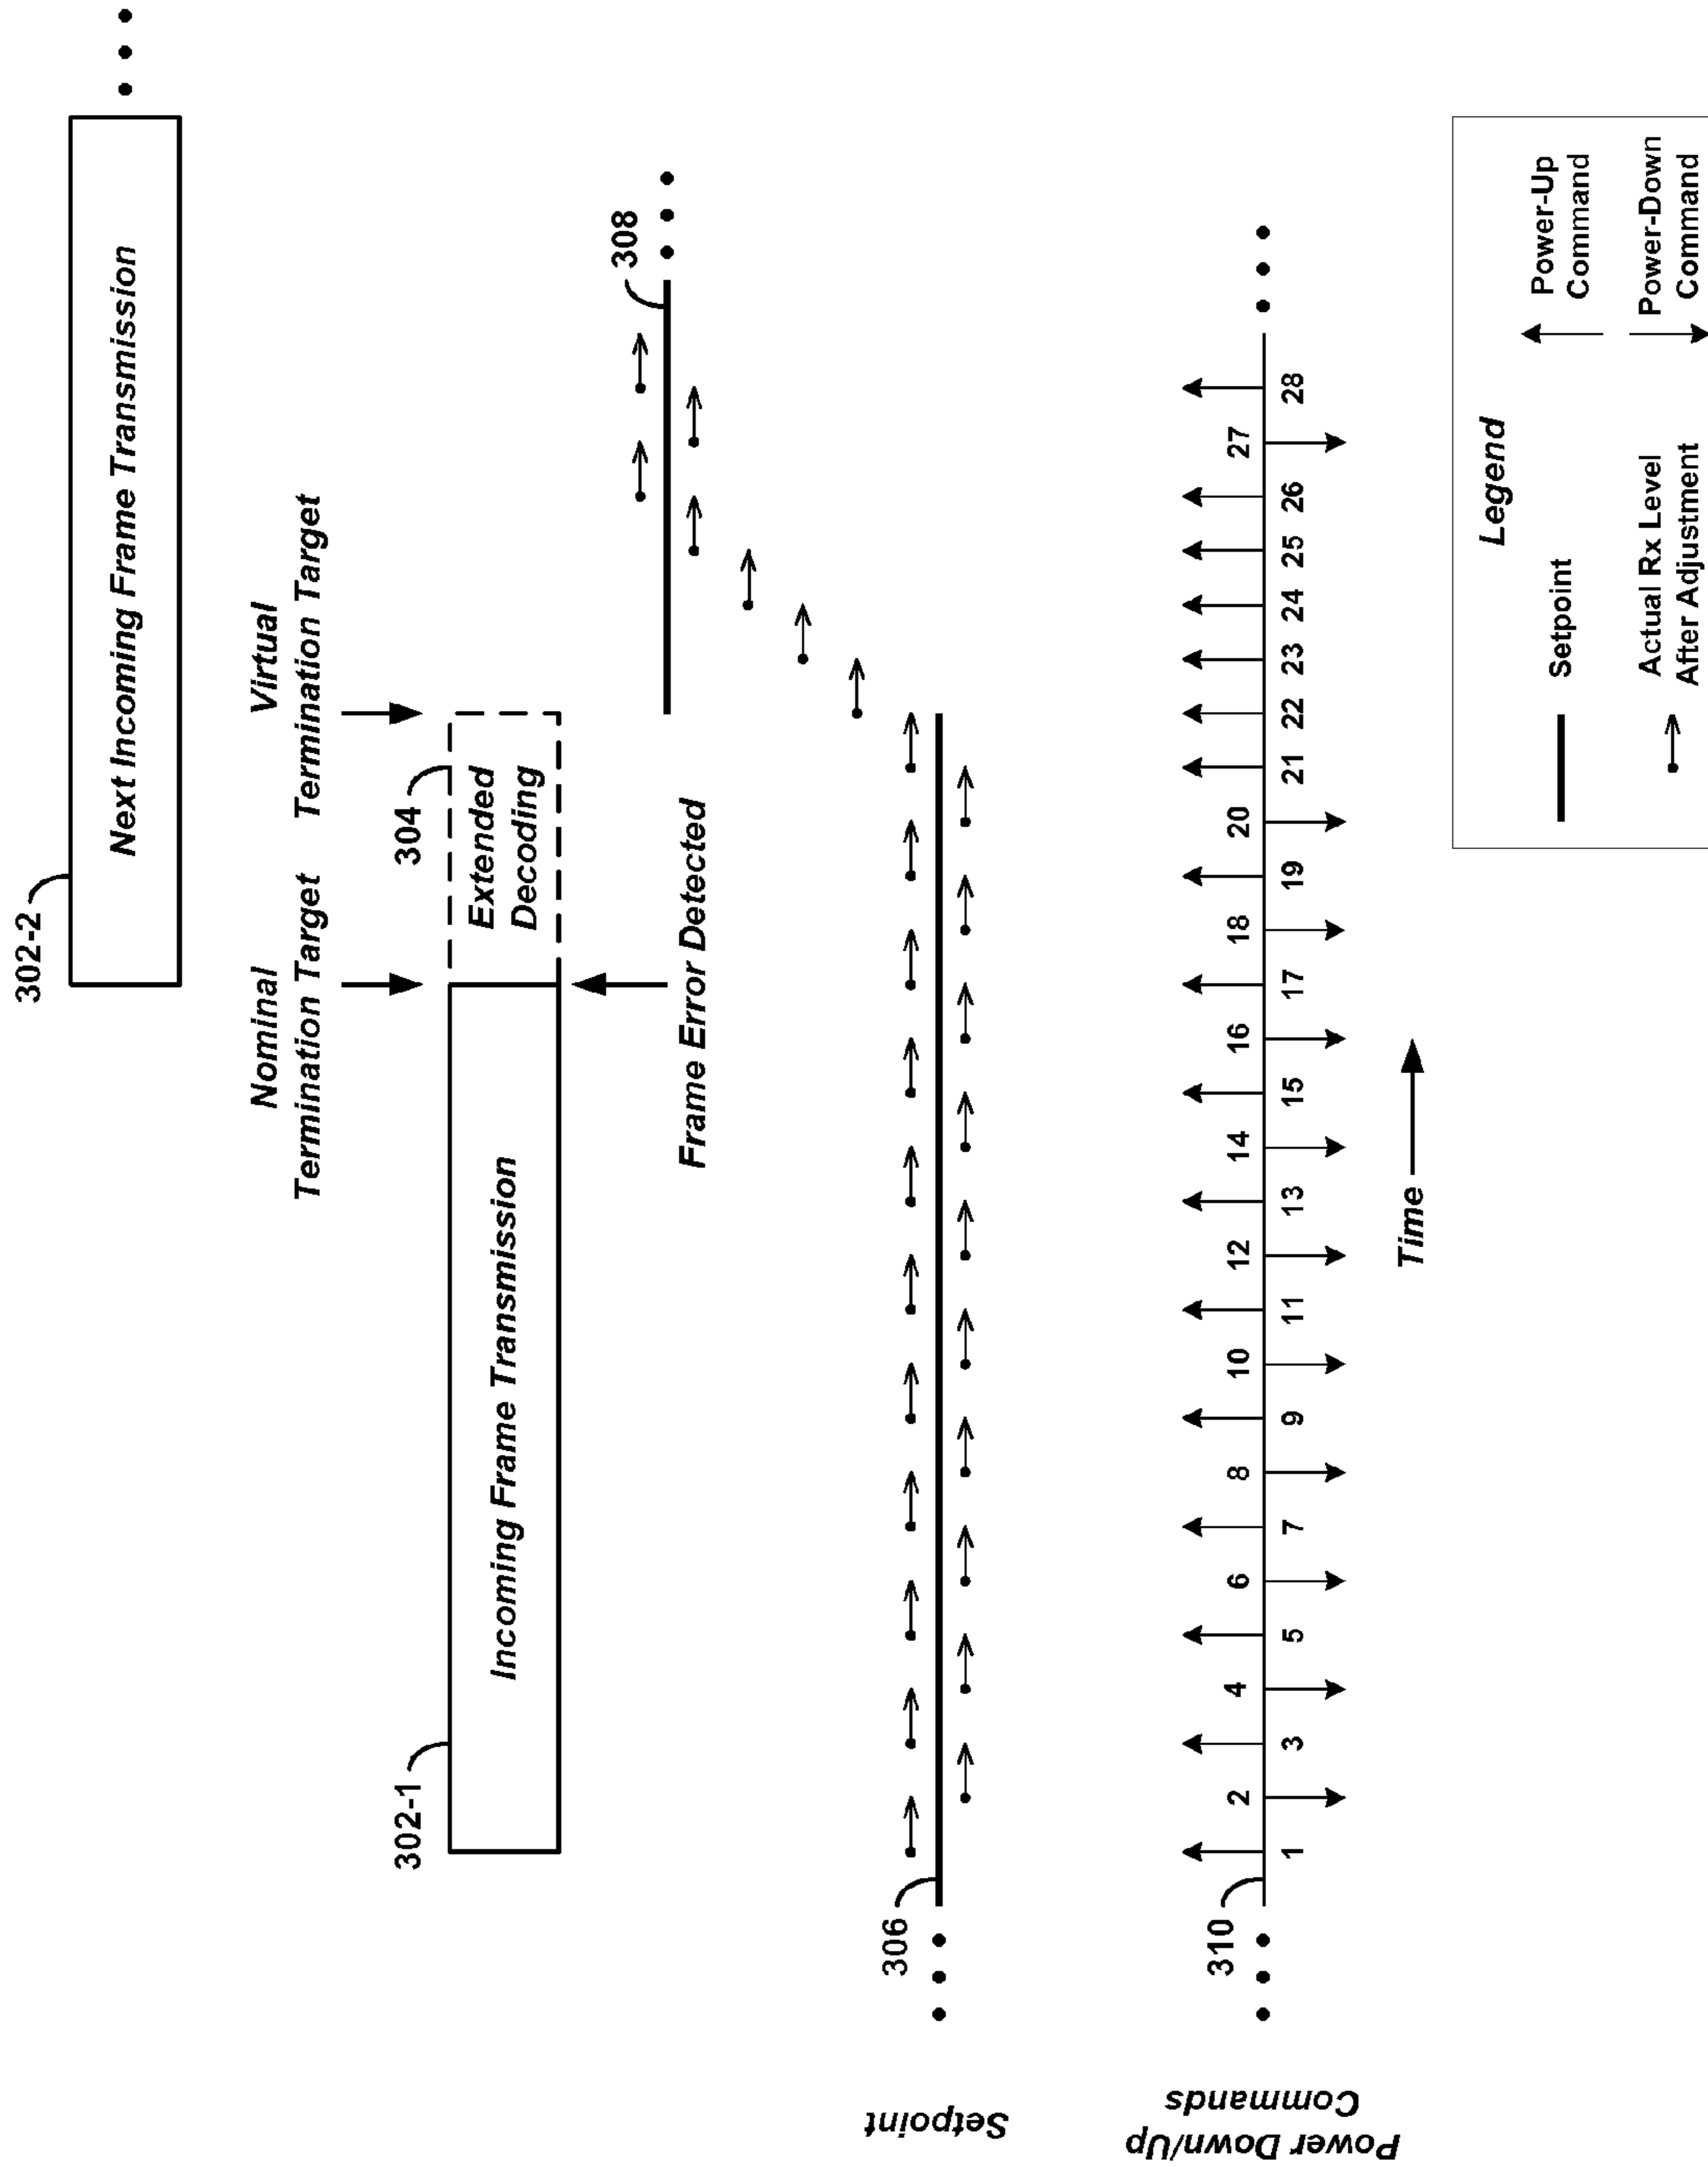 302-2
Next Incoming Frame Transmission
Nominal
Termination Target
Virtual
Termination Target
302-1
Incoming Frame Transmission
304
Extended
Decoding
Frame Error Detected
308
306
Setpoint
310
Power Down/Up
Commands
1 2 3 4 5 6 7 8 9 10 11 12 13 14 15 16 17 18 19 20 21 22 23 24 25 26 27 28
Time
Legend
Setpoint
Power-Up
Command
Actual Rx Level
After Adjustment
Power-Down
Command